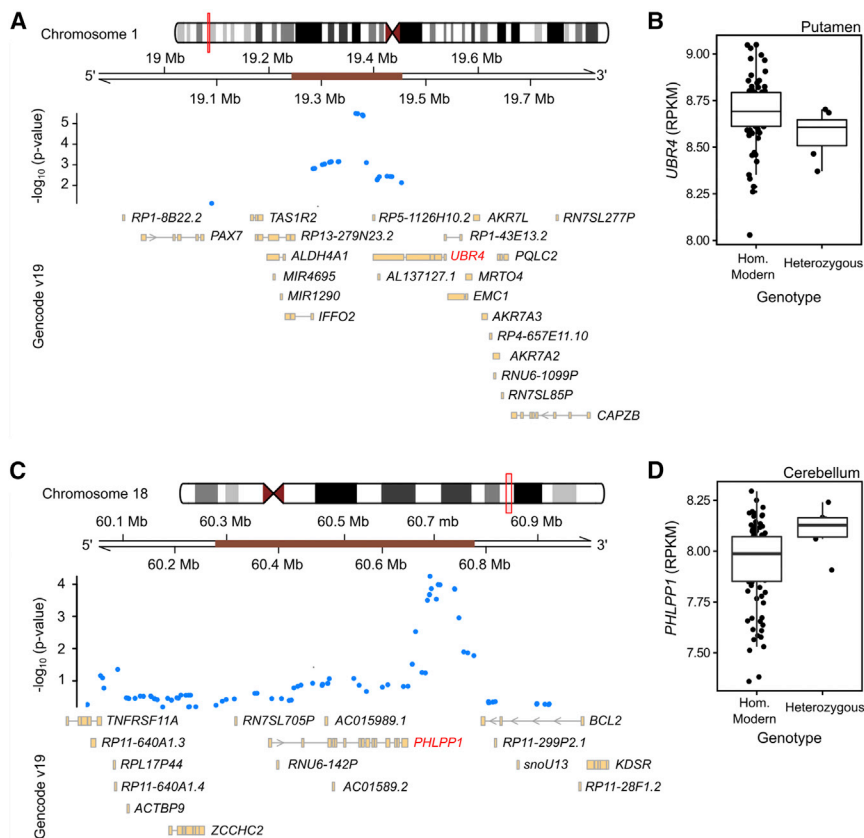 A
Chromosome 1
19 Mb 19.2 Mb 19.4 Mb 19.6 Mb
5' 3'
19.1 Mb 19.3 Mb 19.5 Mb 19.7 Mb
-log10 (p-value)
5
4
3
2
Gencode v19
RP1-8B22.2 TAS1R2 RP5-1126H10.2 AKR7L RN7SL277P
PAX7 RP13-279N23.2 RP1-43E13.2
ALDH4A1 UBR4 PQLC2
MIR4695 AL137127.1 MRTO4
MIR1290 EMC1
IFFO2 AKR7A3
RP4-657E11.10
AKR7A2
RNU6-1099P
RN7SL85P
CAPZB
B
Putamen
UBR4 (RPKM)
9.00
8.75
8.50
8.25
8.00
Hom. Modern Heterozygous
Genotype
C
Chromosome 18
60.1 Mb 60.3 Mb 60.5 Mb 60.7 Mb 60.9 Mb
5' 3'
60.2 Mb 60.4 Mb 60.6 Mb 60.8 Mb
-log10 (p-value)
4
3
2
1
Gencode v19
TNFRSF11A RN7SL705P AC015989.1 BCL2
RP11-640A1.3 PHLPP1 RP11-299P2.1
RPL17P44 RNU6-142P snoU13 KDSR
RP11-640A1.4 AC01589.2 RP11-28F1.2
ACTBP9
ZCCHC2
D
Cerebellum
PHLPP1 (RPKM)
8.25
8.00
7.75
7.50
Hom. Modern Heterozygous
Genotype